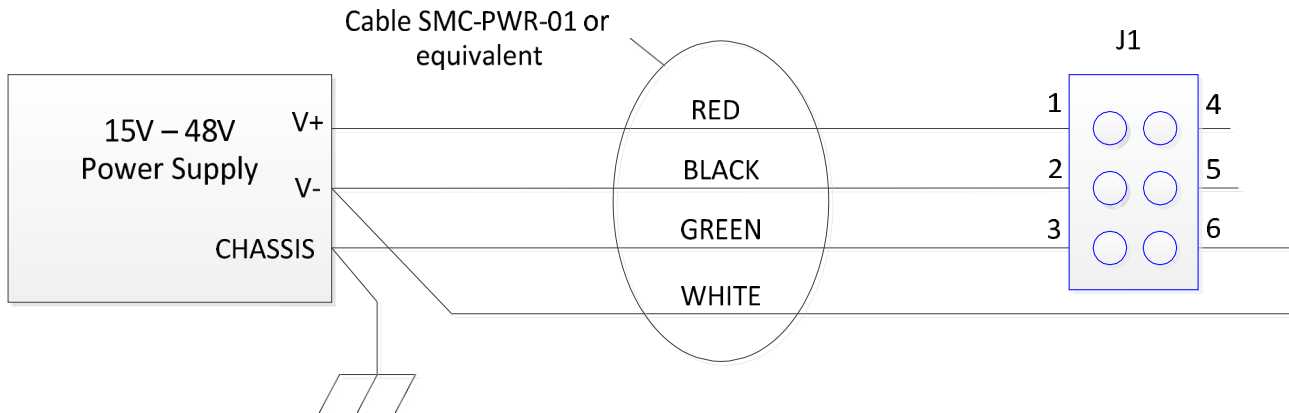 Cable SMC-PWR-01 or
equivalent
J1
15V – 48V
Power Supply
V+
V-
CHASSIS
RED
BLACK
GREEN
WHITE
1
4
2
5
3
6